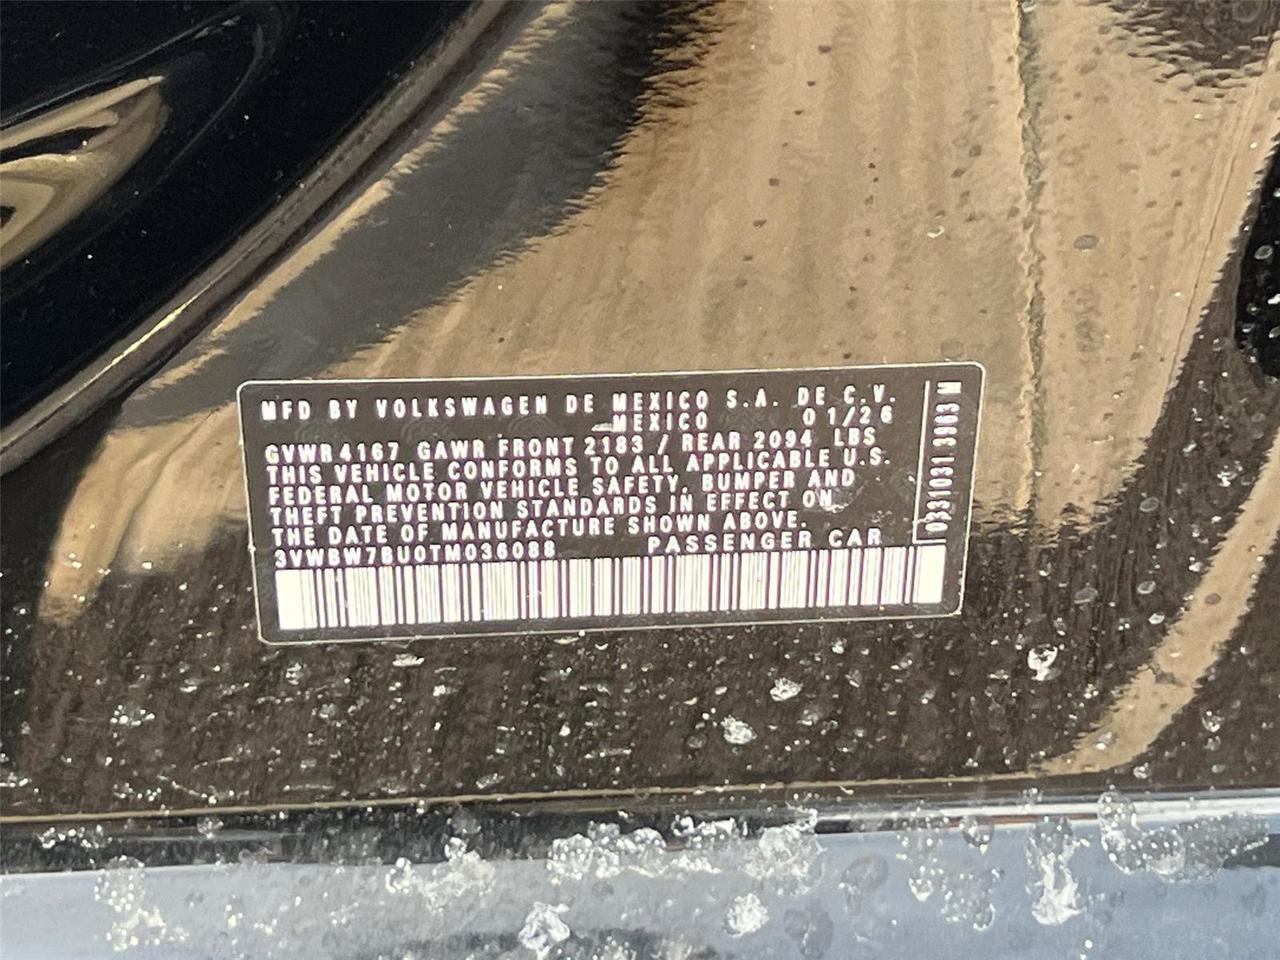 MFD BY VOLKSWAGEN DE MEXICO S.A. DE C.V.
MEXICO 01/26
GVWR 4167 GAWR FRONT 2183 / REAR 2094 LBS
THIS VEHICLE CONFORMS TO ALL APPLICABLE U.S.
FEDERAL MOTOR VEHICLE SAFETY, BUMPER AND
THEFT PREVENTION STANDARDS IN EFFECT ON
THE DATE OF MANUFACTURE SHOWN ABOVE.
3VWBW7BU0TM036088 PASSENGER CAR
0331031 3303 M